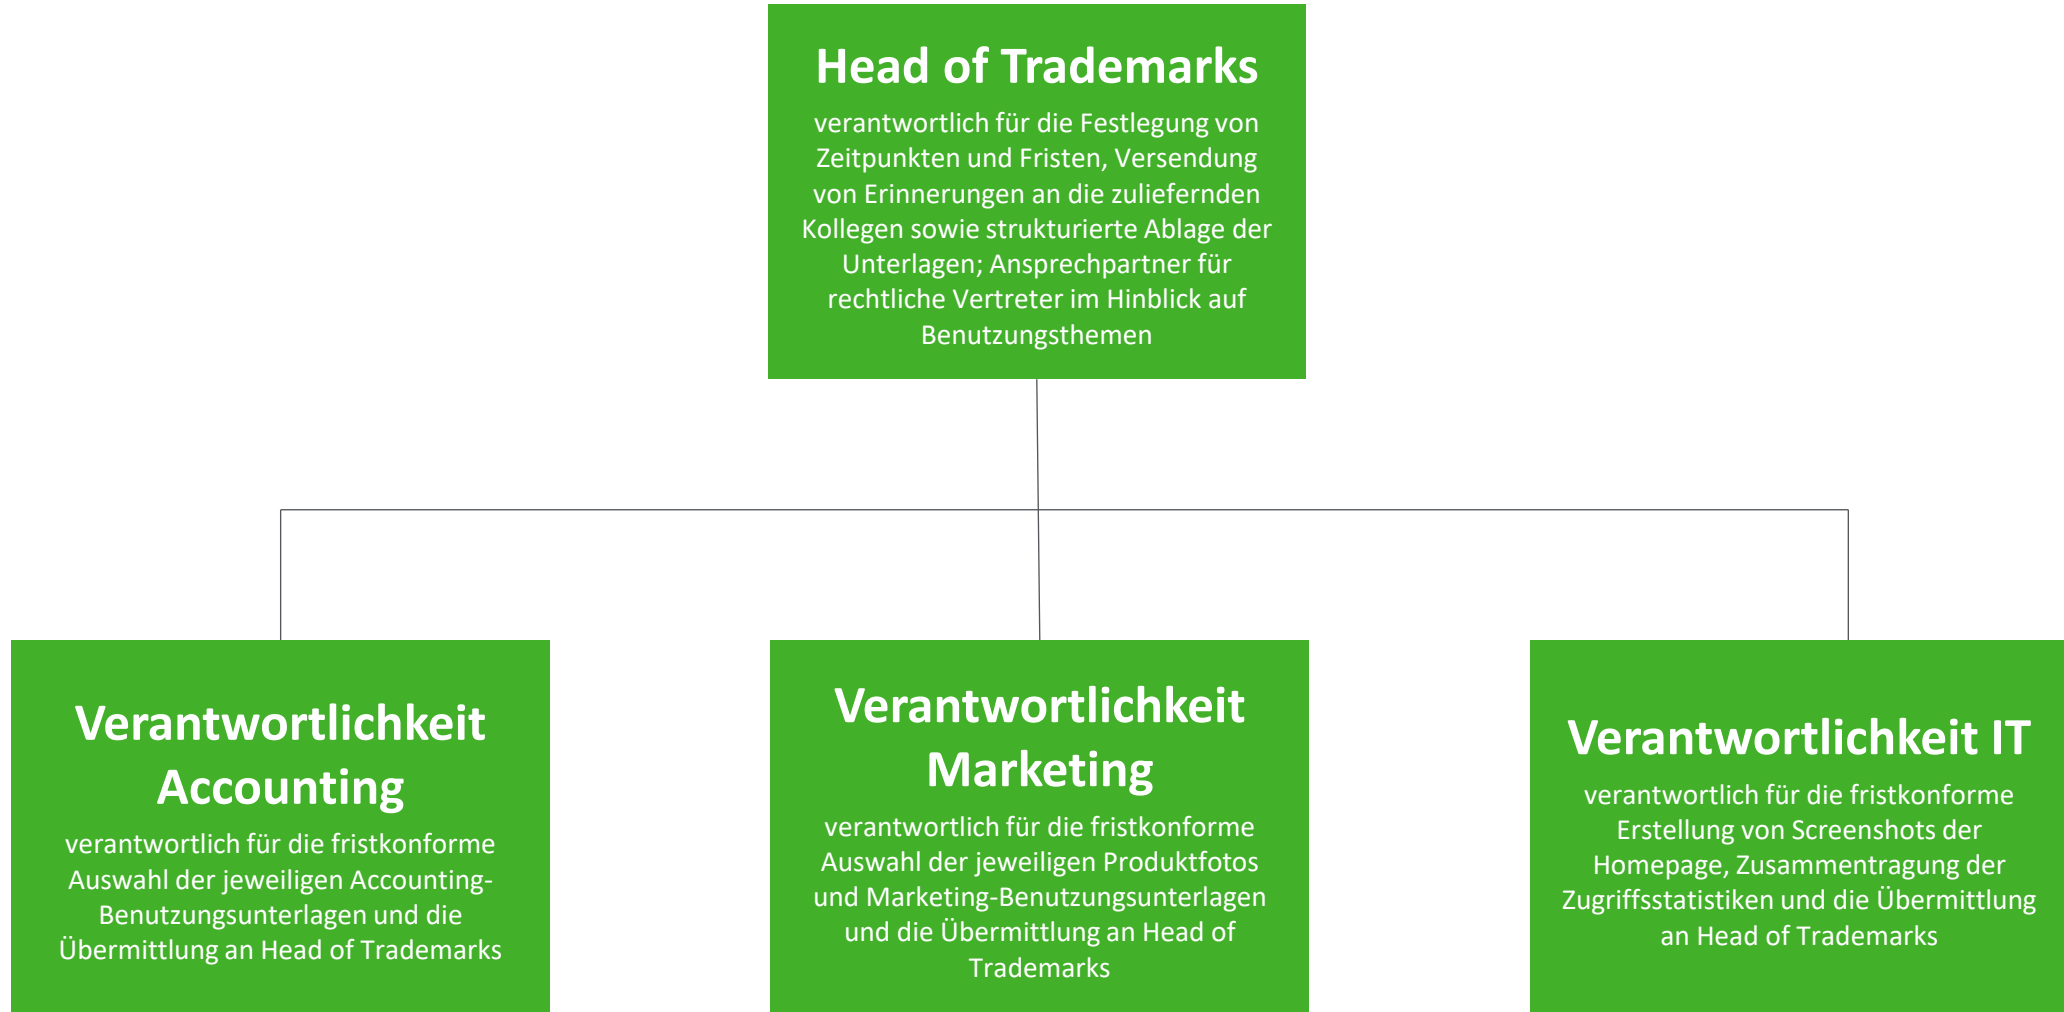 Head of Trademarks
verantwortlich für die Festlegung von
Zeitpunkten und Fristen, Versendung
von Erinnerungen an die zuliefernden
Kollegen sowie strukturierte Ablage der
Unterlagen; Ansprechpartner für
rechtliche Vertreter im Hinblick auf
Benutzungsthemen
Verantwortlichkeit
Accounting
verantwortlich für die fristkonforme
Auswahl der jeweiligen Accounting-
Benutzungsunterlagen und die
Übermittlung an Head of Trademarks
Verantwortlichkeit
Marketing
verantwortlich für die fristkonforme
Auswahl der jeweiligen Produktfotos
und Marketing-Benutzungsunterlagen
und die Übermittlung an Head of
Trademarks
Verantwortlichkeit IT
verantwortlich für die fristkonforme
Erstellung von Screenshots der
Homepage, Zusammentragung der
Zugriffsstatistiken und die Übermittlung
an Head of Trademarks